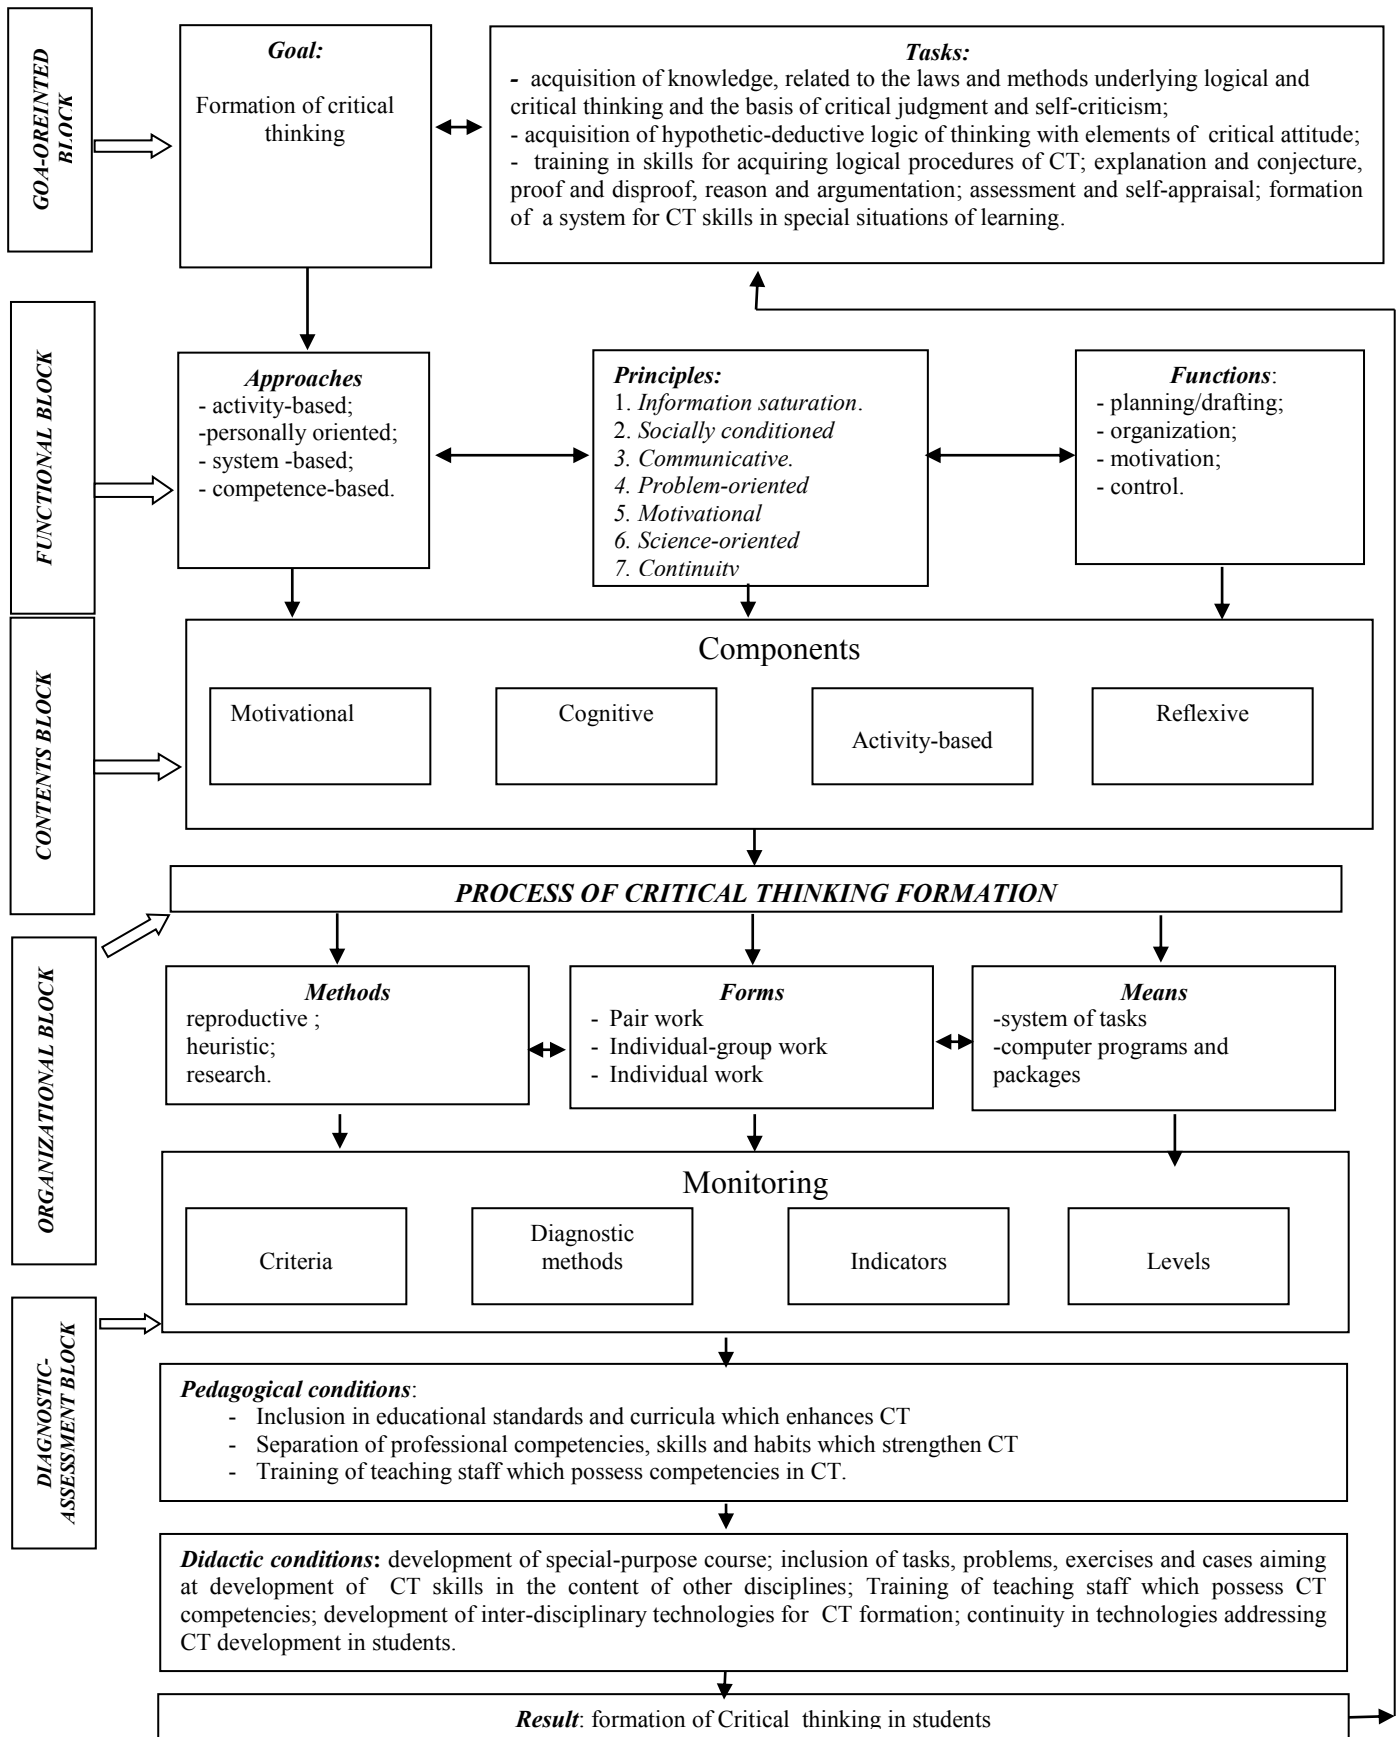 GOA-OREINTED
BLOCK
Goal:
Formation of critical
thinking
Tasks:
- acquisition of knowledge, related to the laws and methods underlying logical and
critical thinking and the basis of critical judgment and self-criticism;
- acquisition of hypothetic-deductive logic of thinking with elements of critical attitude;
- training in skills for acquiring logical procedures of CT; explanation and conjecture,
proof and disproof, reason and argumentation; assessment and self-appraisal; formation
of a system for CT skills in special situations of learning.
FUNCTIONAL BLOCK
Approaches
- activity-based;
-personally oriented;
- system -based;
- competence-based.
Principles:
1. Information saturation.
2. Socially conditioned
3. Communicative.
4. Problem-oriented
5. Motivational
6. Science-oriented
7. Continuity
Functions:
- planning/drafting;
- organization;
- motivation;
- control.
CONTENTS BLOCK
Components
Motivational
Cognitive
Activity-based
Reflexive
ORGANIZATIONAL BLOCK
PROCESS OF CRITICAL THINKING FORMATION
Methods
reproductive ;
heuristic;
research.
Forms
- Pair work
- Individual-group work
- Individual work
Means
-system of tasks
-computer programs and
packages
DIAGNOSTIC-
ASSESSMENT BLOCK
Monitoring
Criteria
Diagnostic
methods
Indicators
Levels
Pedagogical conditions:
- Inclusion in educational standards and curricula which enhances CT
- Separation of professional competencies, skills and habits which strengthen CT
- Training of teaching staff which possess competencies in CT.
Didactic conditions: development of special-purpose course; inclusion of tasks, problems, exercises and cases aiming
at development of CT skills in the content of other disciplines; Training of teaching staff which possess CT
competencies; development of inter-disciplinary technologies for CT formation; continuity in technologies addressing
CT development in students.
Result: formation of Critical thinking in students